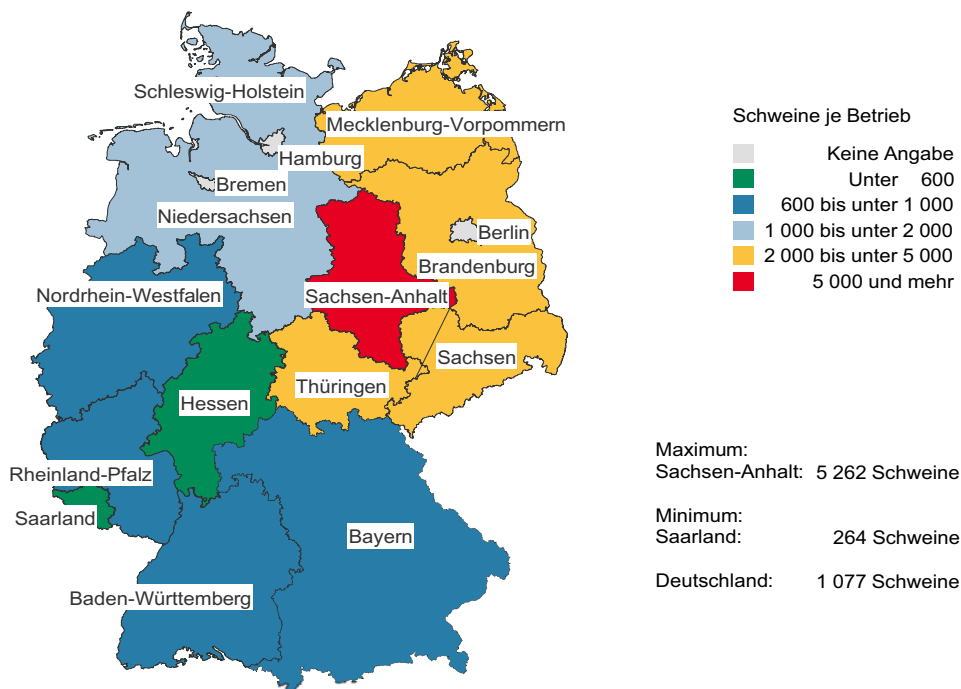 Schleswig-Holstein
Mecklenburg-Vorpommern
Hamburg
Bremen
Niedersachsen
Berlin
Brandenburg
Nordrhein-Westfalen
Sachsen-Anhalt
Sachsen
Thüringen
Hessen
Rheinland-Pfalz
Saarland
Bayern
Baden-Württemberg
Schweine je Betrieb
Keine Angabe
Unter 600
600 bis unter 1 000
1 000 bis unter 2 000
2 000 bis unter 5 000
5 000 und mehr
Maximum:
Sachsen-Anhalt: 5 262 Schweine
Minimum:
Saarland: 264 Schweine
Deutschland: 1 077 Schweine